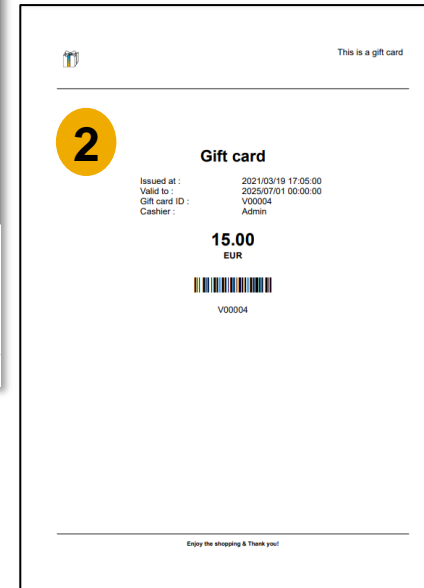 This is a gift card
2
Gift card
Issued at : 2021/03/19 17:05:00
Valid to : 2025/07/01 00:00:00
Gift card ID : V00004
Cashier : Admin
15.00
EUR
V00004
Enjoy the shopping & Thank you!